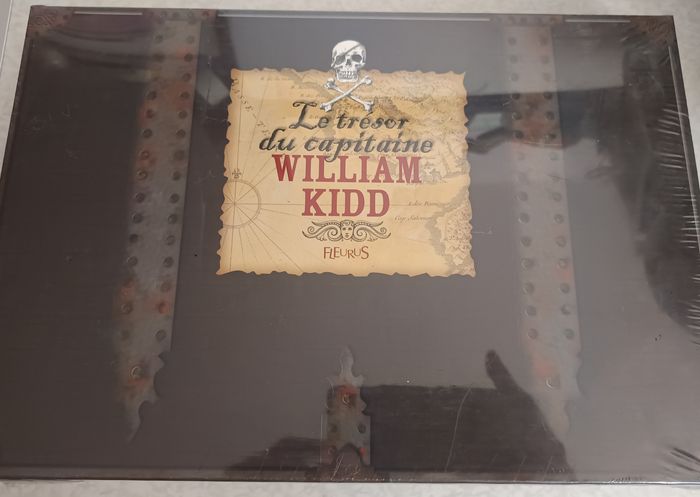 Le trésor
du capitaine
WILLIAM
KIDD
FLEURUS